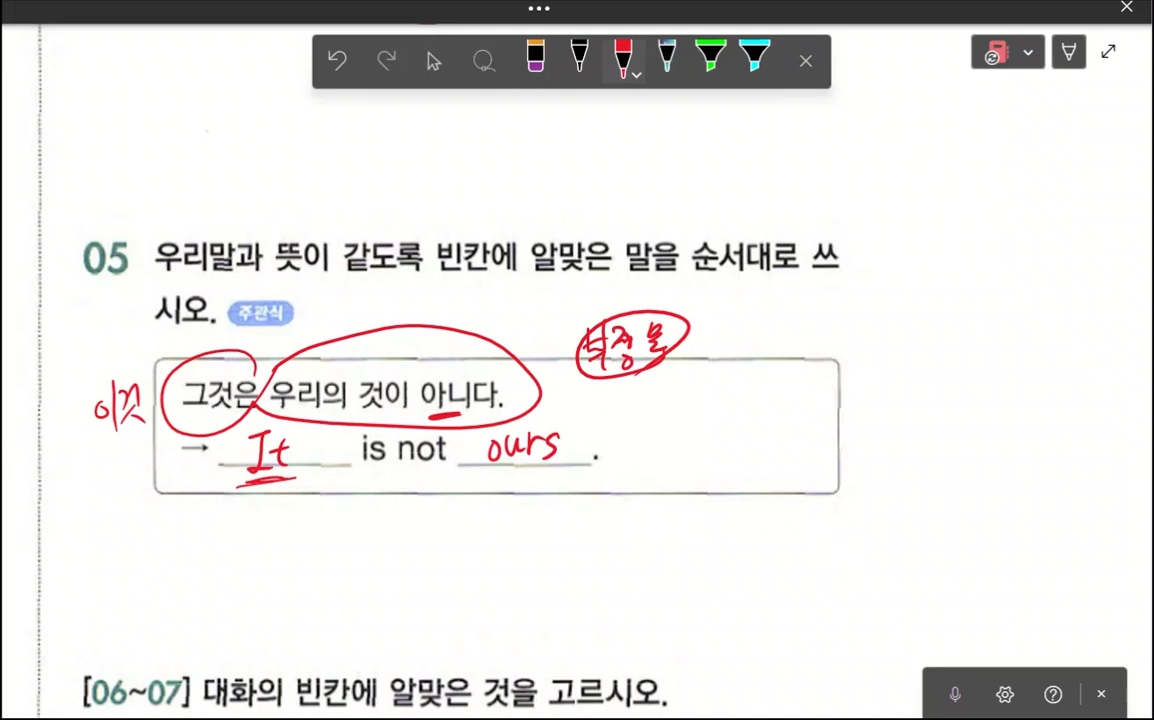 05 우리말과 뜻이 같도록 빈칸에 알맞은 말을 순서대로 쓰
시오. 주관식
부정문
이것 그것은 우리의 것이 아니다.
→ It is not ours.
[06~07] 대화의 빈칸에 알맞은 것을 고르시오.